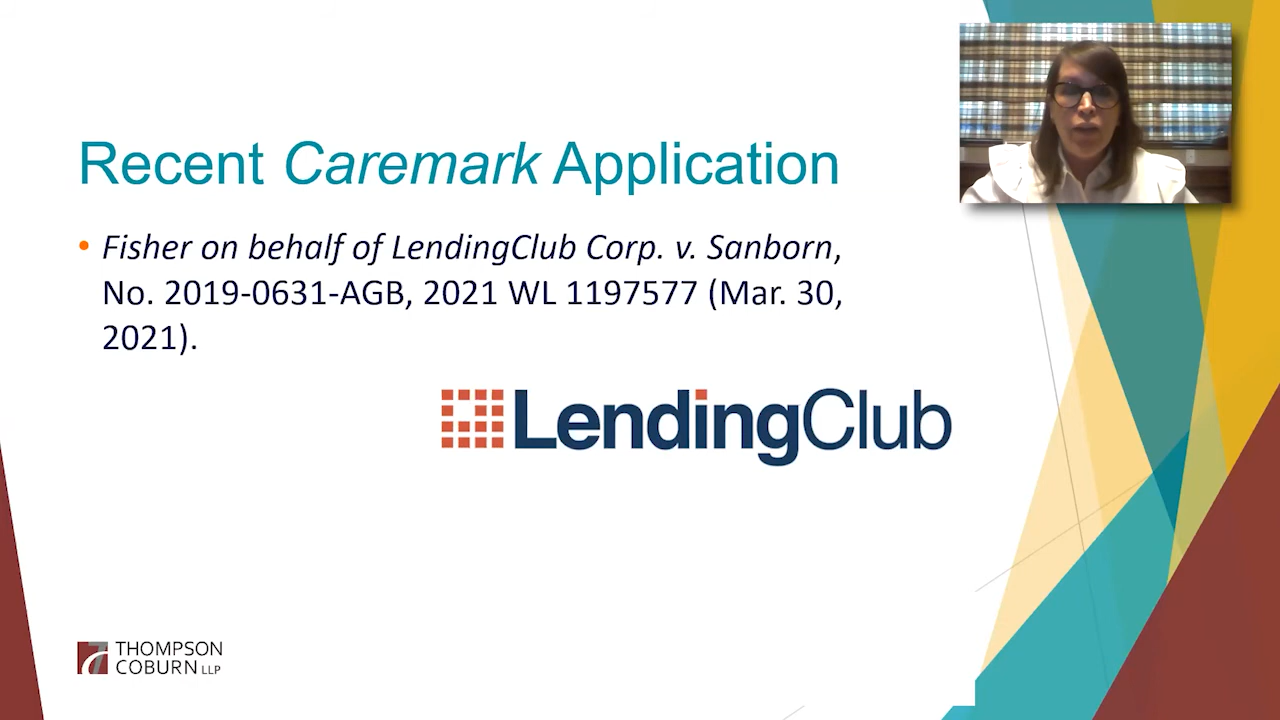 Recent Caremark Application
• Fisher on behalf of LendingClub Corp. v. Sanborn,
No. 2019-0631-AGB, 2021 WL 1197577 (Mar. 30,
2021).
LendingClub
THOMPSON
COBURN LLP